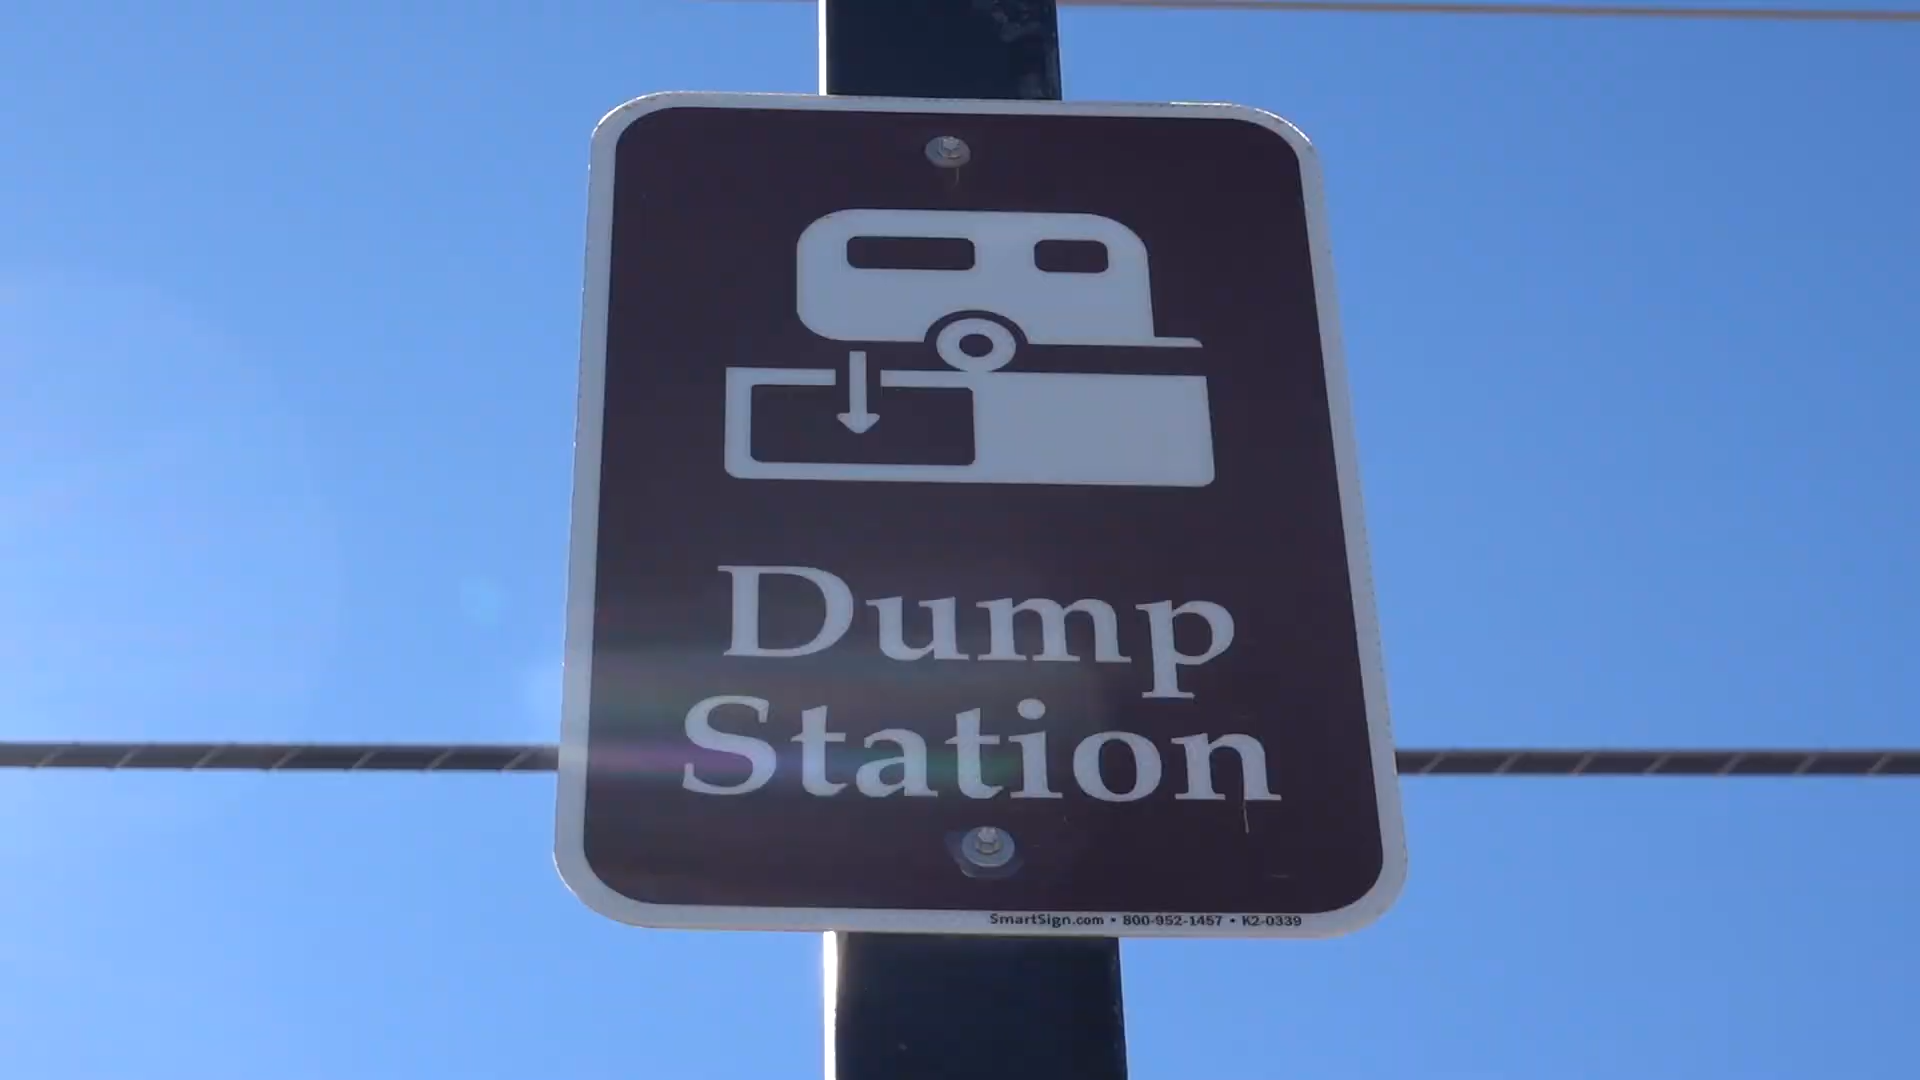 Dump
Station
SmartSign.com • 800-952-1457 • K2-0339